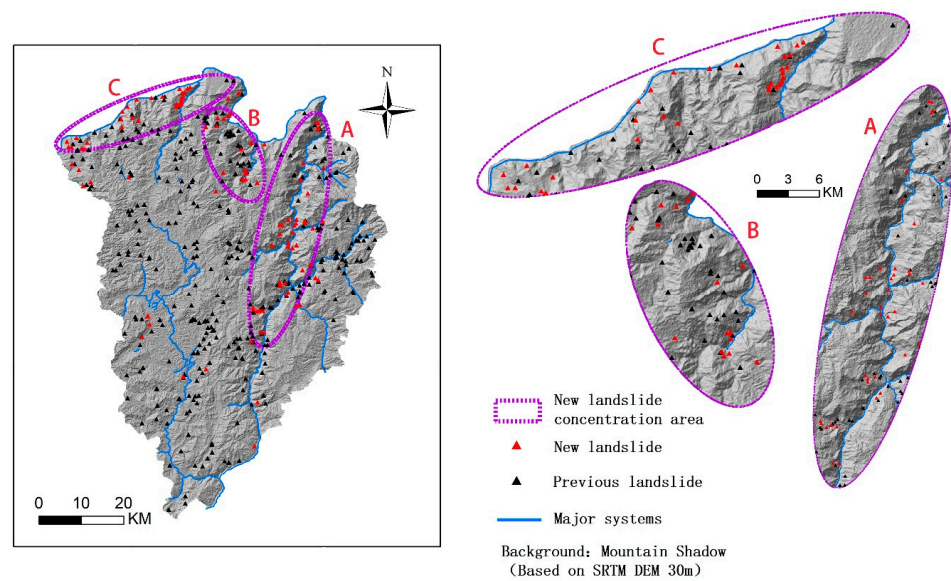 C
B
A
N
0 10 20
KM
C
A
B
0 3 6
KM
New landslide
concentration area
New landslide
Previous landslide
Major systems
Background: Mountain Shadow
(Based on SRTM DEM 30m)